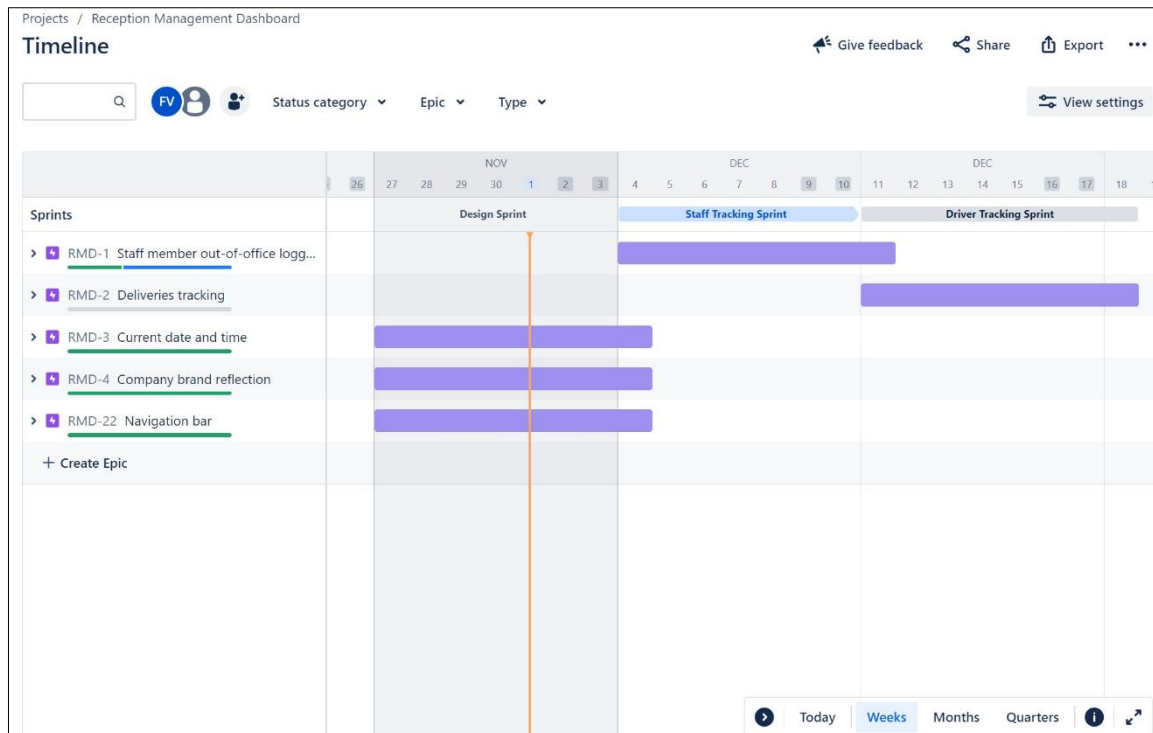 Projects / Reception Management Dashboard
Timeline
Give feedback Share Export
FV Status category Epic Type View settings
NOV DEC DEC
26 27 28 29 30 1 2 3 4 5 6 7 8 9 10 11 12 13 14 15 16 17 18
Sprints Design Sprint Staff Tracking Sprint Driver Tracking Sprint
RMD-1 Staff member out-of-office logg...
RMD-2 Deliveries tracking
RMD-3 Current date and time
RMD-4 Company brand reflection
RMD-22 Navigation bar
+ Create Epic
Today Weeks Months Quarters